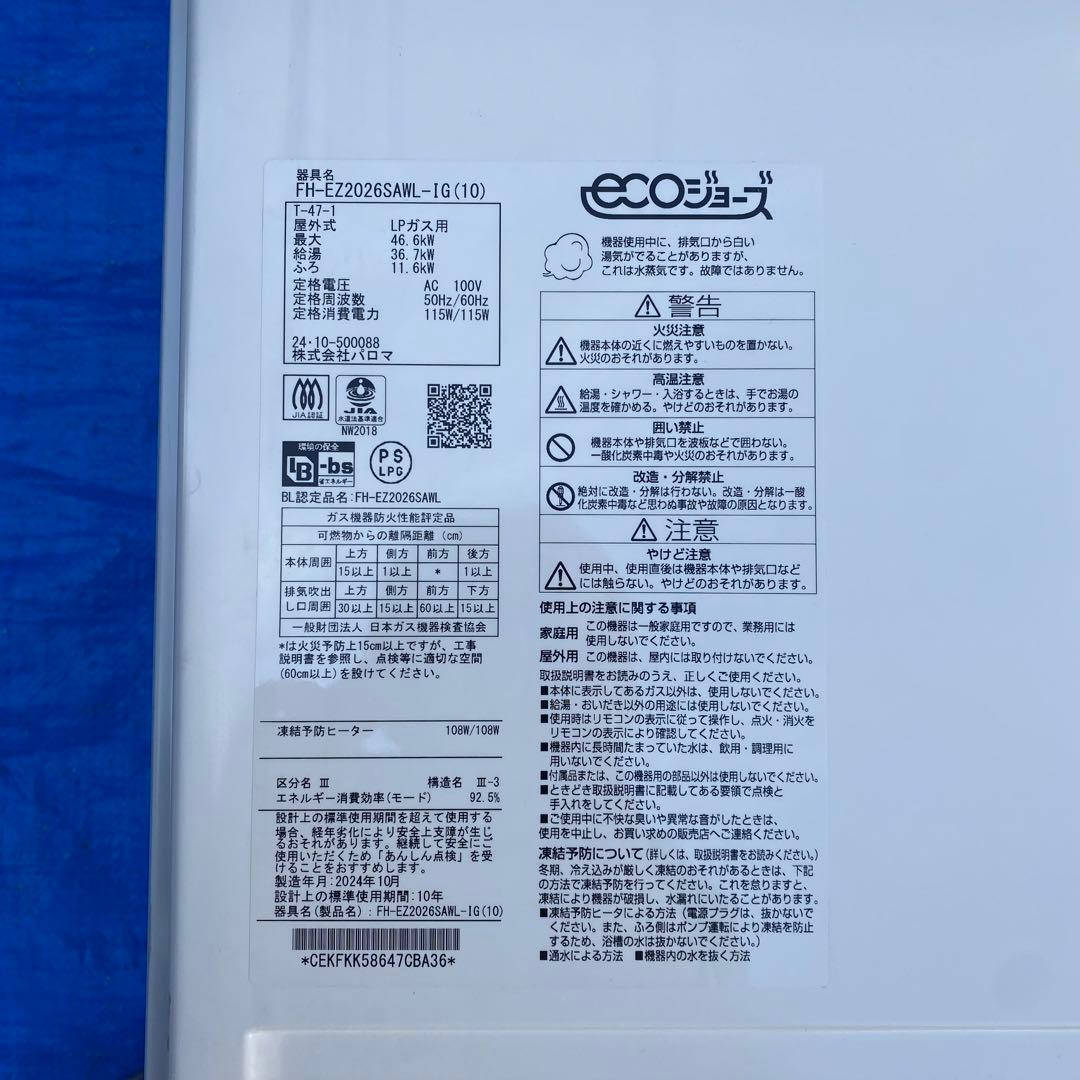 器具名
FH-EZ2026SAWL-IG(10)
T-47-1
屋外式 LPガス用
最大 46.6kW
給湯 36.7kW
ふろ 11.6kW
定格電圧 AC 100V
定格周波数 50Hz/60Hz
定格消費電力 115W/115W
24・10-500088
株式会社パロマ
JIA認証
JIA
水道法基準適合
NW2018
環境の保全
BL-bs
省エネルギー
PS
LPG
BL認定品名:FH-EZ2026SAWL
ガス機器防火性能評定品
可燃物からの離隔距離 (cm)
本体周囲 上方 側方 前方 後方
15以上 1以上 * 1以上
排気吹出し口周囲 上方 側方 前方 下方
30以上 15以上 60以上 15以上
一般財団法人 日本ガス機器検査協会
*は火災予防上15cm以上ですが、工事
説明書を参照し、点検等に適切な空間
(60cm以上)を設けてください。
凍結予防ヒーター 108W/108W
区分名 Ⅲ 構造名 Ⅲ-3
エネルギー消費効率(モード) 92.5%
設計上の標準使用期間を超えて使用する
場合、経年劣化により安全上支障が生じ
るおそれがあります。継続して安全にご
使用いただくため「あんしん点検」を受
けることをおすすめします。
製造年月:2024年10月
設計上の標準使用期間:10年
器具名(製品名):FH-EZ2026SAWL-IG(10)
*CEKFKK58647CBA36*
ecoジョーズ
機器使用中に、排気口から白い
湯気がでることがありますが、
これは水蒸気です。故障ではありません。
警告
火災注意
機器本体の近くに燃えやすいものを置かない。
火災のおそれがあります。
高温注意
給湯・シャワー・入浴するときは、手でお湯の
温度を確かめる。やけどのおそれがあります。
囲い禁止
機器本体や排気口を波板などで囲わない。
一酸化炭素中毒や火災のおそれがあります。
改造・分解禁止
絶対に改造・分解は行わない。改造・分解は一酸
化炭素中毒など思わぬ事故や故障の原因となります。
注意
やけど注意
使用中、使用直後は機器本体や排気口など
には触らない。やけどのおそれがあります。
使用上の注意に関する事項
家庭用 この機器は一般家庭用ですので、業務用には
使用しないでください。
屋外用 この機器は、屋内には取り付けないでください。
取扱説明書をお読みのうえ、正しくご使用ください。
■本体に表示してあるガス以外は、使用しないでください。
■給湯・おいだき以外の用途には使用しないでください。
■使用時はリモコンの表示に従って操作し、点火・消火を
リモコンの表示により確認してください。
■機器内に長時間たまっていた水は、飲用・調理用に
用いないでください。
■付属品または、この機器用の部品以外は使用しないでください。
■ときどき取扱説明書に記載してある要領で点検と
手入れをしてください。
■ご使用中に不快な臭いや異常な音がしたときは、
使用を中止し、お買い求めの販売店へご連絡ください。
凍結予防について(詳しくは、取扱説明書をお読みください。)
冬期、冷え込みが厳しく凍結のおそれがあるときは、下記
の方法で凍結予防を行ってください。これを怠りますと、
凍結により機器が破損し、水漏れにいたることがあります。
■凍結予防ヒータによる方法(電源プラグは、抜かないで
ください。また、ふろ側はポンプ運転により凍結を防止
するため、浴槽の水は抜かないでください。)
■通水による方法 ■機器内の水を抜く方法